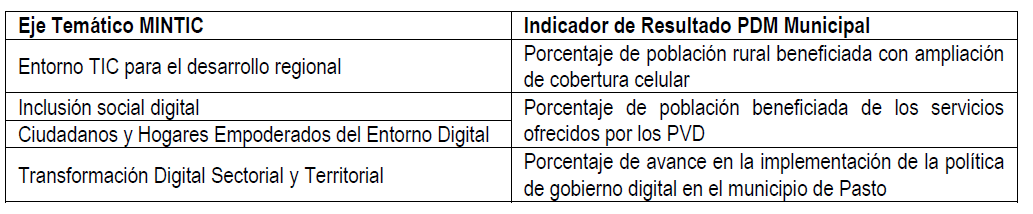 Eje Temático MINTIC
Indicador de Resultado PDM Municipal
Entorno TIC para el desarrollo regional
Porcentaje de población rural beneficiada con ampliación
de cobertura celular
Inclusión social digital
Ciudadanos y Hogares Empoderados del Entorno Digital
Porcentaje de población beneficiada de los servicios
ofrecidos por los PVD
Transformación Digital Sectorial y Territorial
Porcentaje de avance en la implementación de la política
de gobierno digital en el municipio de Pasto